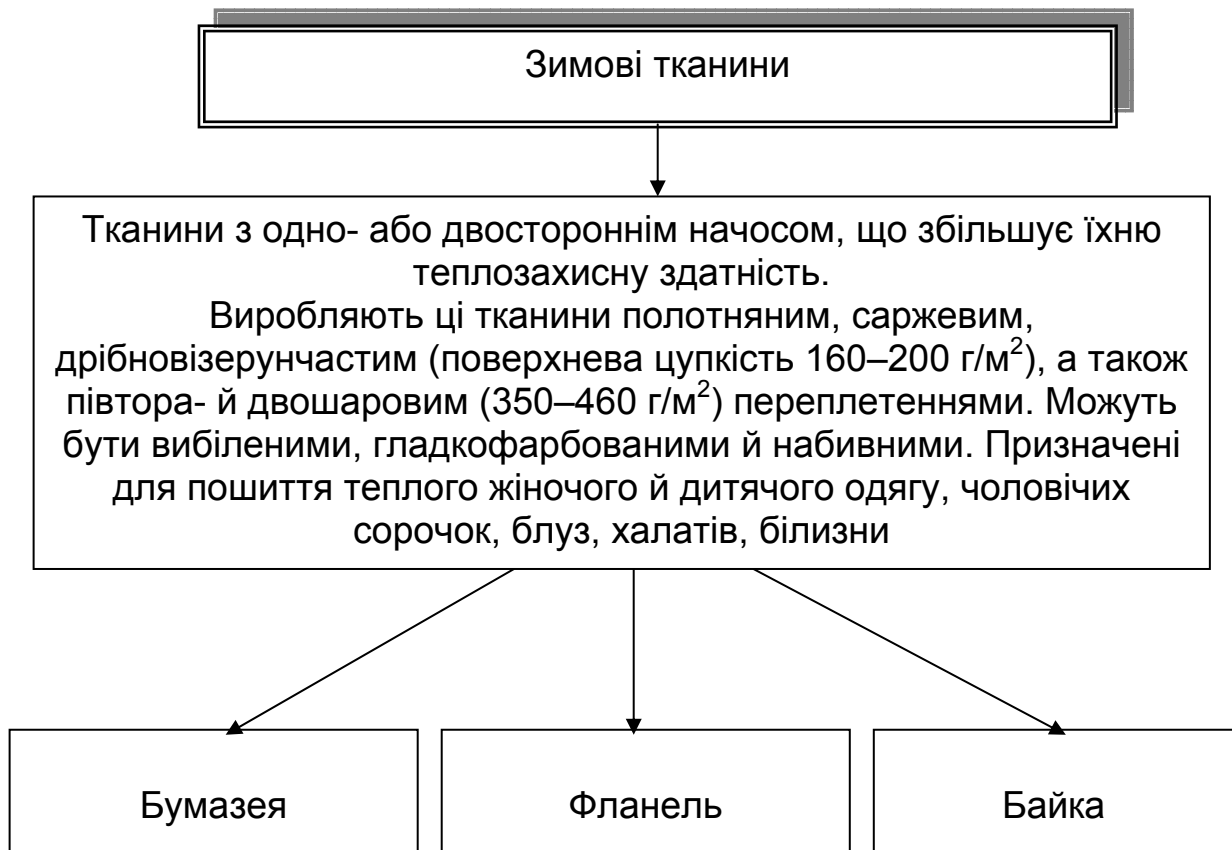 Зимові тканини
Тканини з одно- або двостороннім начосом, що збільшує їхню
теплозахисну здатність.
Виробляють ці тканини полотняним, саржевим,
дрібновізерунчастим (поверхнева цупкість 160–200 г/м²), а також
півтора- й двошаровим (350–460 г/м²) переплетеннями. Можуть
бути вибіленими, гладкофарбованими й набивними. Призначені
для пошиття теплого жіночого й дитячого одягу, чоловічих
сорочок, блуз, халатів, білизни
Бумазея
Фланель
Байка